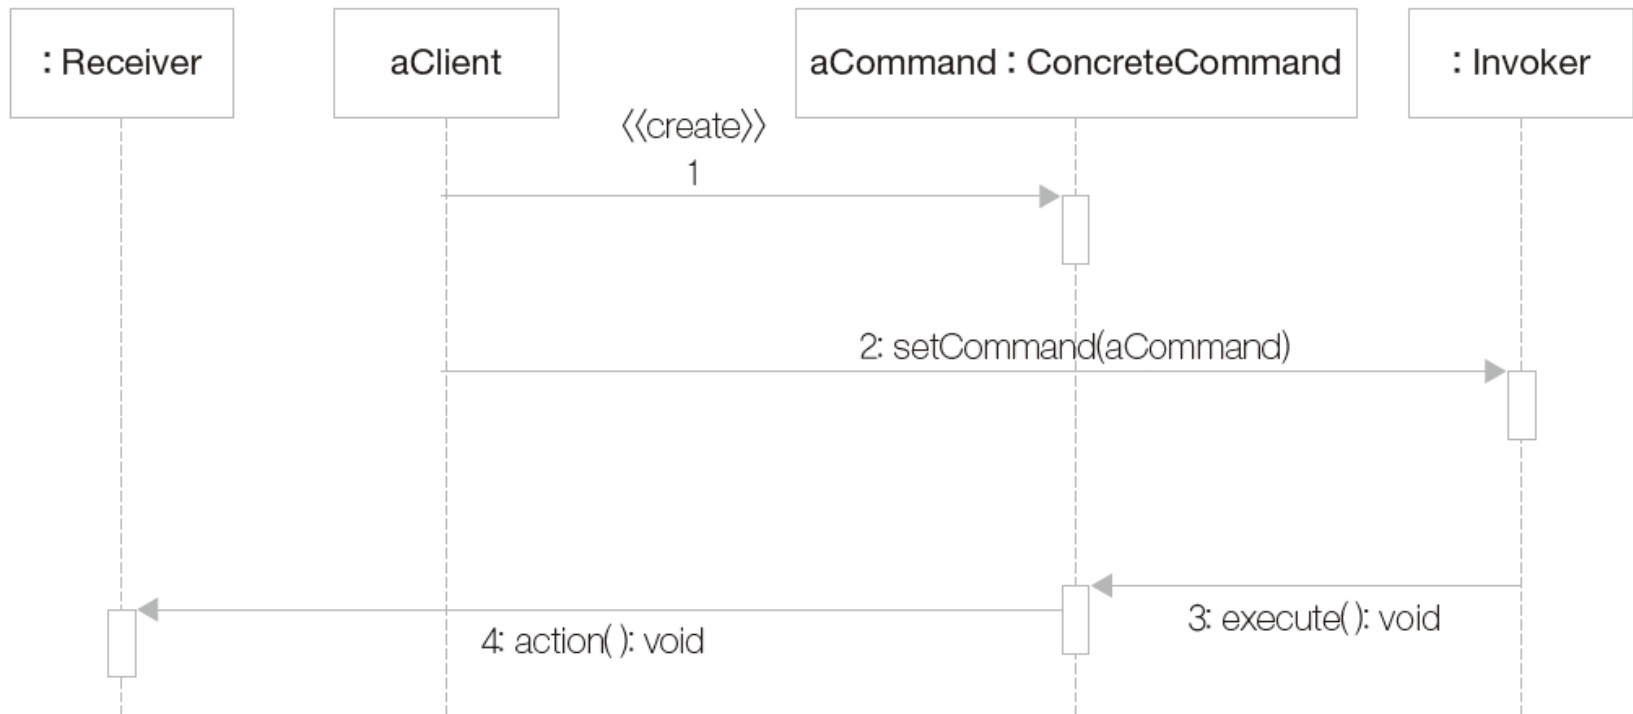 : Receiver
aClient
aCommand : ConcreteCommand
: Invoker
<<create>>
1
2: setCommand(aCommand)
3: execute( ): void
4: action( ): void